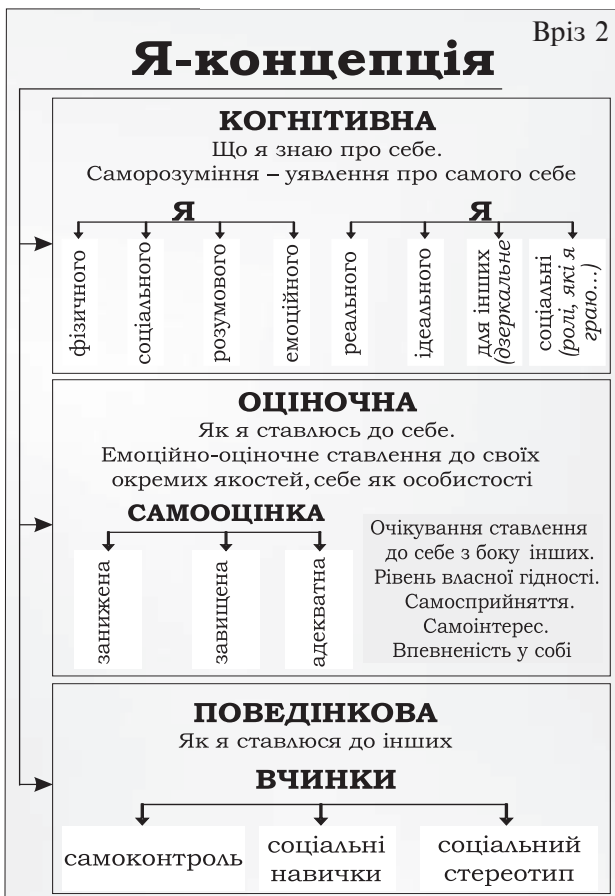 Вріз 2
Я-концепція
КОГНІТИВНА
Що я знаю про себе.
Саморозуміння – уявлення про самого себе
Я
Я
фізичного
соціального
розумового
емоційного
реального
ідеального
для інших
(дзеркальне
соціальні
(ролі, які я
граю...)
ОЦІНОЧНА
Як я ставлюсь до себе.
Емоційно-оціночне ставлення до своїх
окремих якостей, себе як особистості
САМООЦІНКА
занижена
завищена
адекватна
Очікування ставлення
до себе з боку інших.
Рівень власної гідності.
Самосприйняття.
Самоінтерес.
Впевненість у собі
ПОВЕДІНКОВА
Як я ставлюся до інших
ВЧИНКИ
самоконтроль
соціальні
навички
соціальний
стереотип